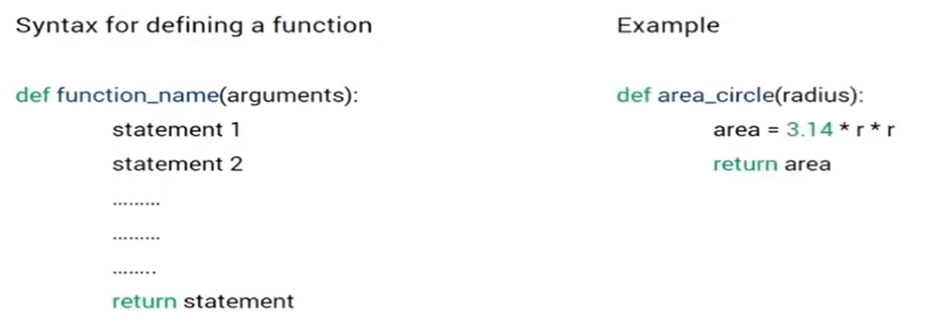 Syntax for defining a function
def function_name(arguments):
statement 1
statement 2
.........
.........
........
return statement
Example
def area_circle(radius):
area = 3.14 * r * r
return area